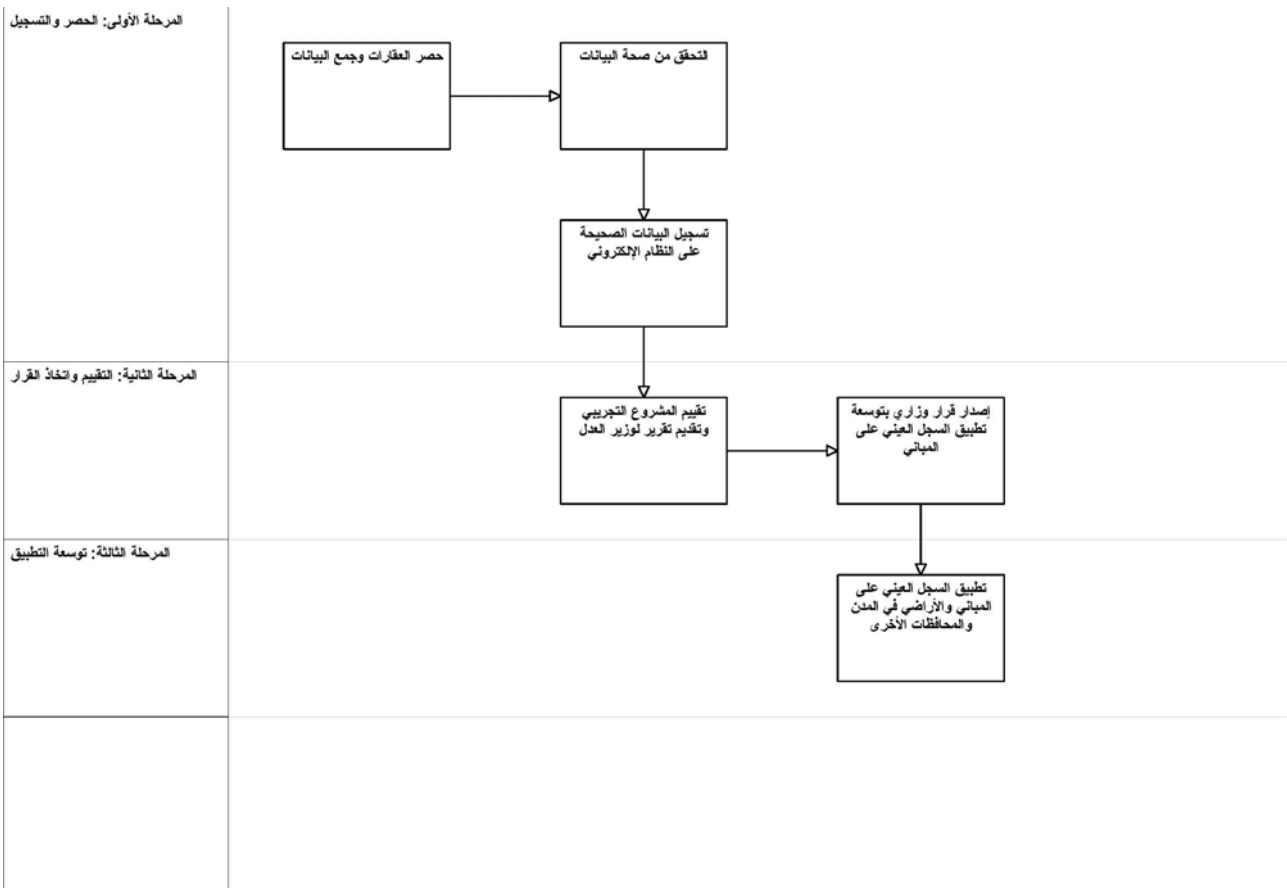 المرحلة الأولى: الحصر والتسجيل
حصر العقارات وجمع البيانات
التحقق من صحة البيانات
تسجيل البيانات الصحيحة
على النظام الإلكتروني
المرحلة الثانية: التقييم واتخاذ القرار
تقييم المشروع التجريبي
وتقديم تقرير لوزير العدل
إصدار قرار وزاري بتوسعة
تطبيق السجل العيني على
المباني
المرحلة الثالثة: توسعة التطبيق
تطبيق السجل العيني على
المباني والأراضي في المدن
والمحافظات الأخرى